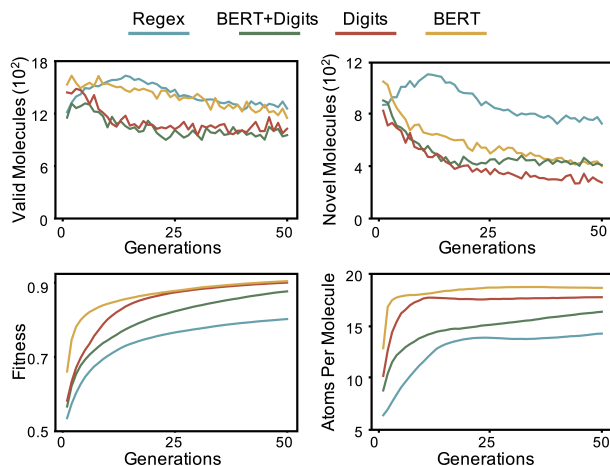 Regex BERT+Digits Digits BERT
Valid Molecules (10²)
18
12
6
0
0 25 50
Generations
Novel Molecules (10²)
12
8
4
0
0 25 50
Generations
Fitness
0.9
0.7
0.5
0 25 50
Generations
Atoms Per Molecule
20
15
10
5
0 25 50
Generations